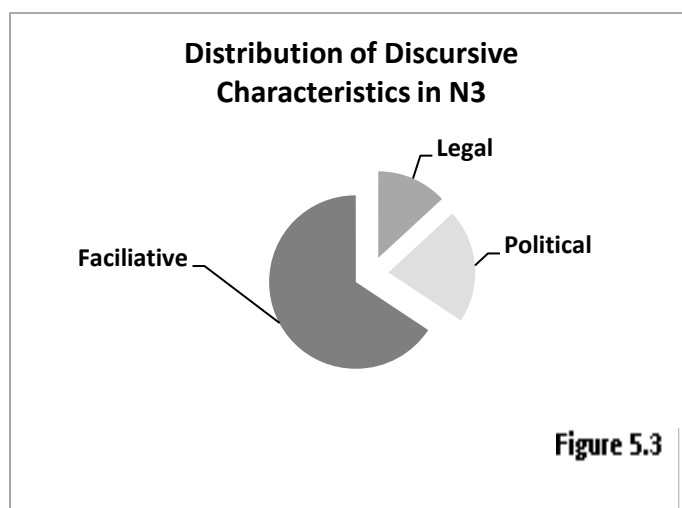 Distribution of Discursive
Characteristics in N3
Legal
Political
Faciliative
Figure 5.3